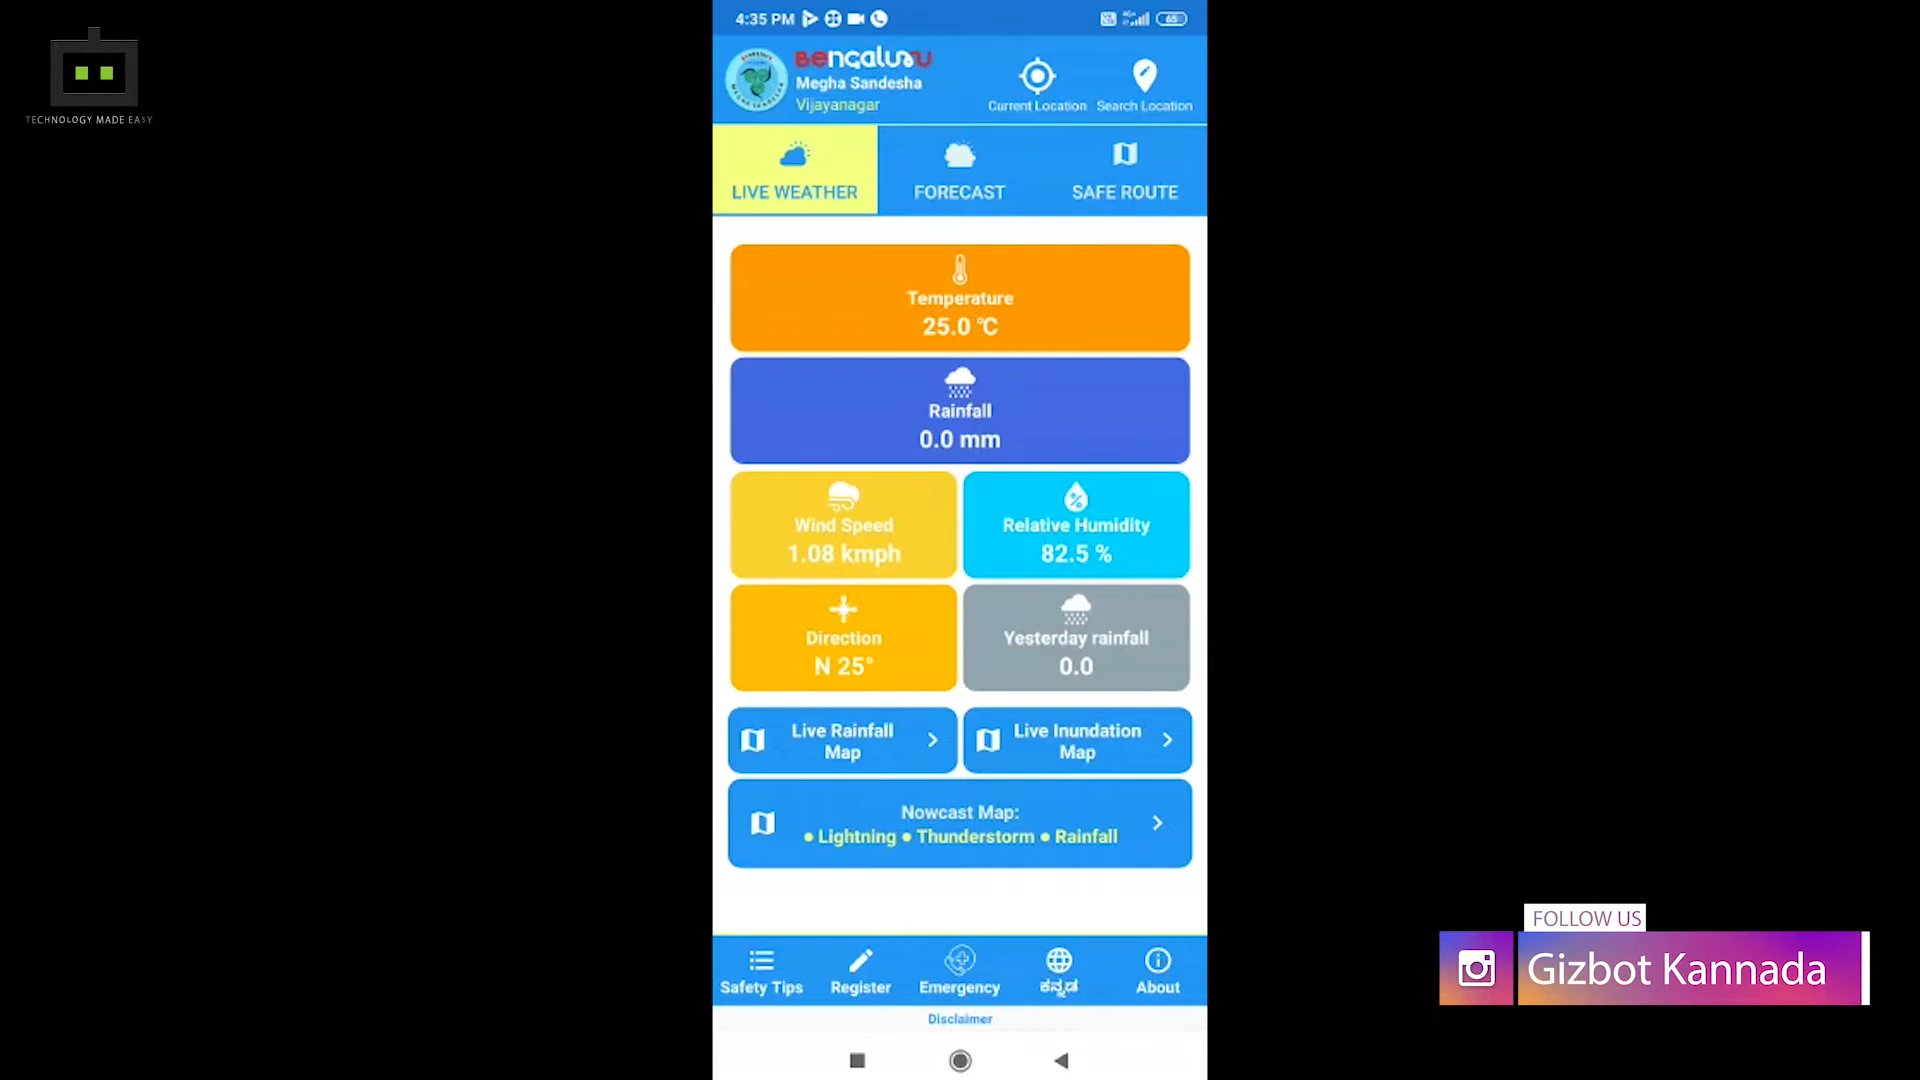 TECHNOLOGY MADE EASY
4:35 PM
65
Bengaluru
Megha Sandesha
Vijayanagar
Current Location
Search Location
LIVE WEATHER
FORECAST
SAFE ROUTE
Temperature
25.0 ℃
Rainfall
0.0 mm
Wind Speed
1.08 kmph
Relative Humidity
82.5 %
Direction
N 25°
Yesterday rainfall
0.0
Live Rainfall
Map
Live Inundation
Map
Nowcast Map:
• Lightning • Thunderstorm • Rainfall
Safety Tips
Register
Emergency
ಕನ್ನಡ
About
Disclaimer
FOLLOW US
Gizbot Kannada